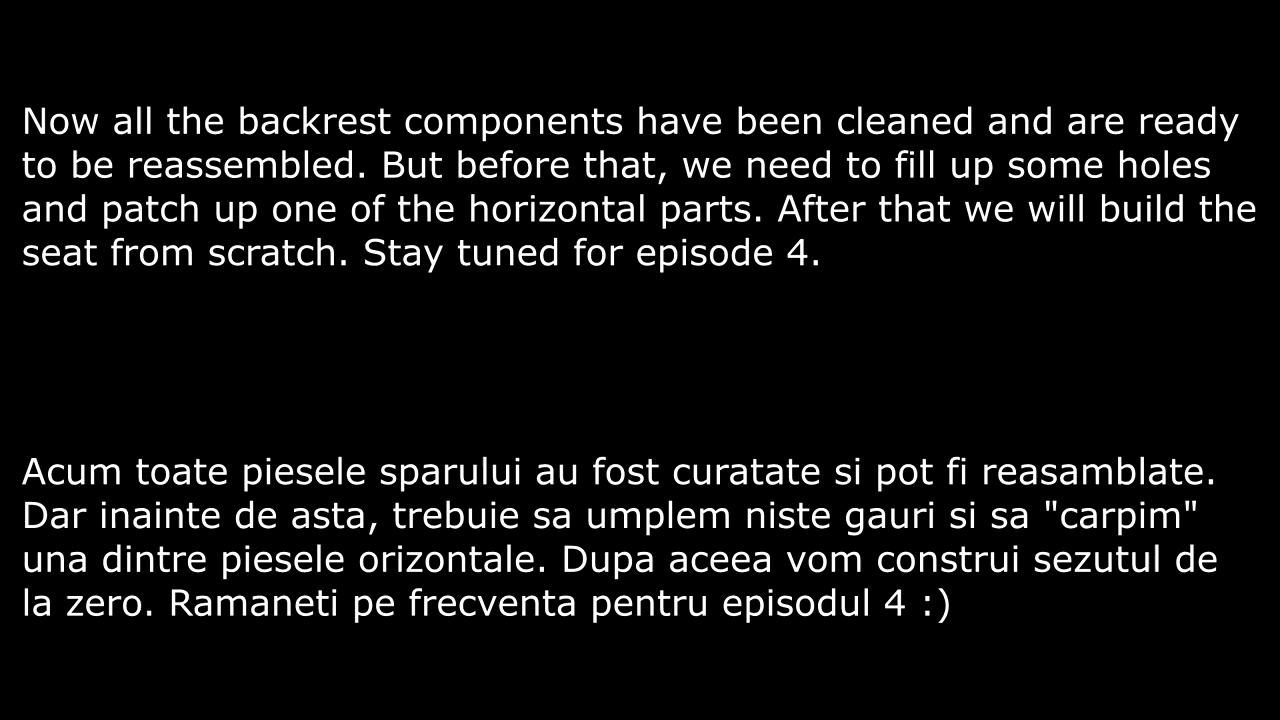 Now all the backrest components have been cleaned and are ready
to be reassembled. But before that, we need to fill up some holes
and patch up one of the horizontal parts. After that we will build the
seat from scratch. Stay tuned for episode 4.
Acum toate piesele sparului au fost curatate si pot fi reasamblate.
Dar inainte de asta, trebuie sa umplem niste gauri si sa "carpim"
una dintre piesele orizontale. Dupa aceea vom construi sezutul de
la zero. Ramaneti pe frecventa pentru episodul 4 :)